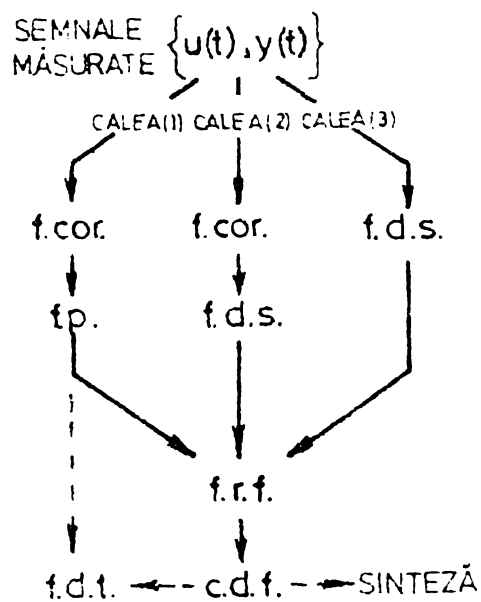 SEMNALE
MĂSURATE {u(t), y(t)}
CALEA(1) CALEA(2) CALEA(3)
f.cor. f.cor. f.d.s.
f.p. f.d.s.
f.r.f.
f.d.t. c.d.f. SINTEZĂ